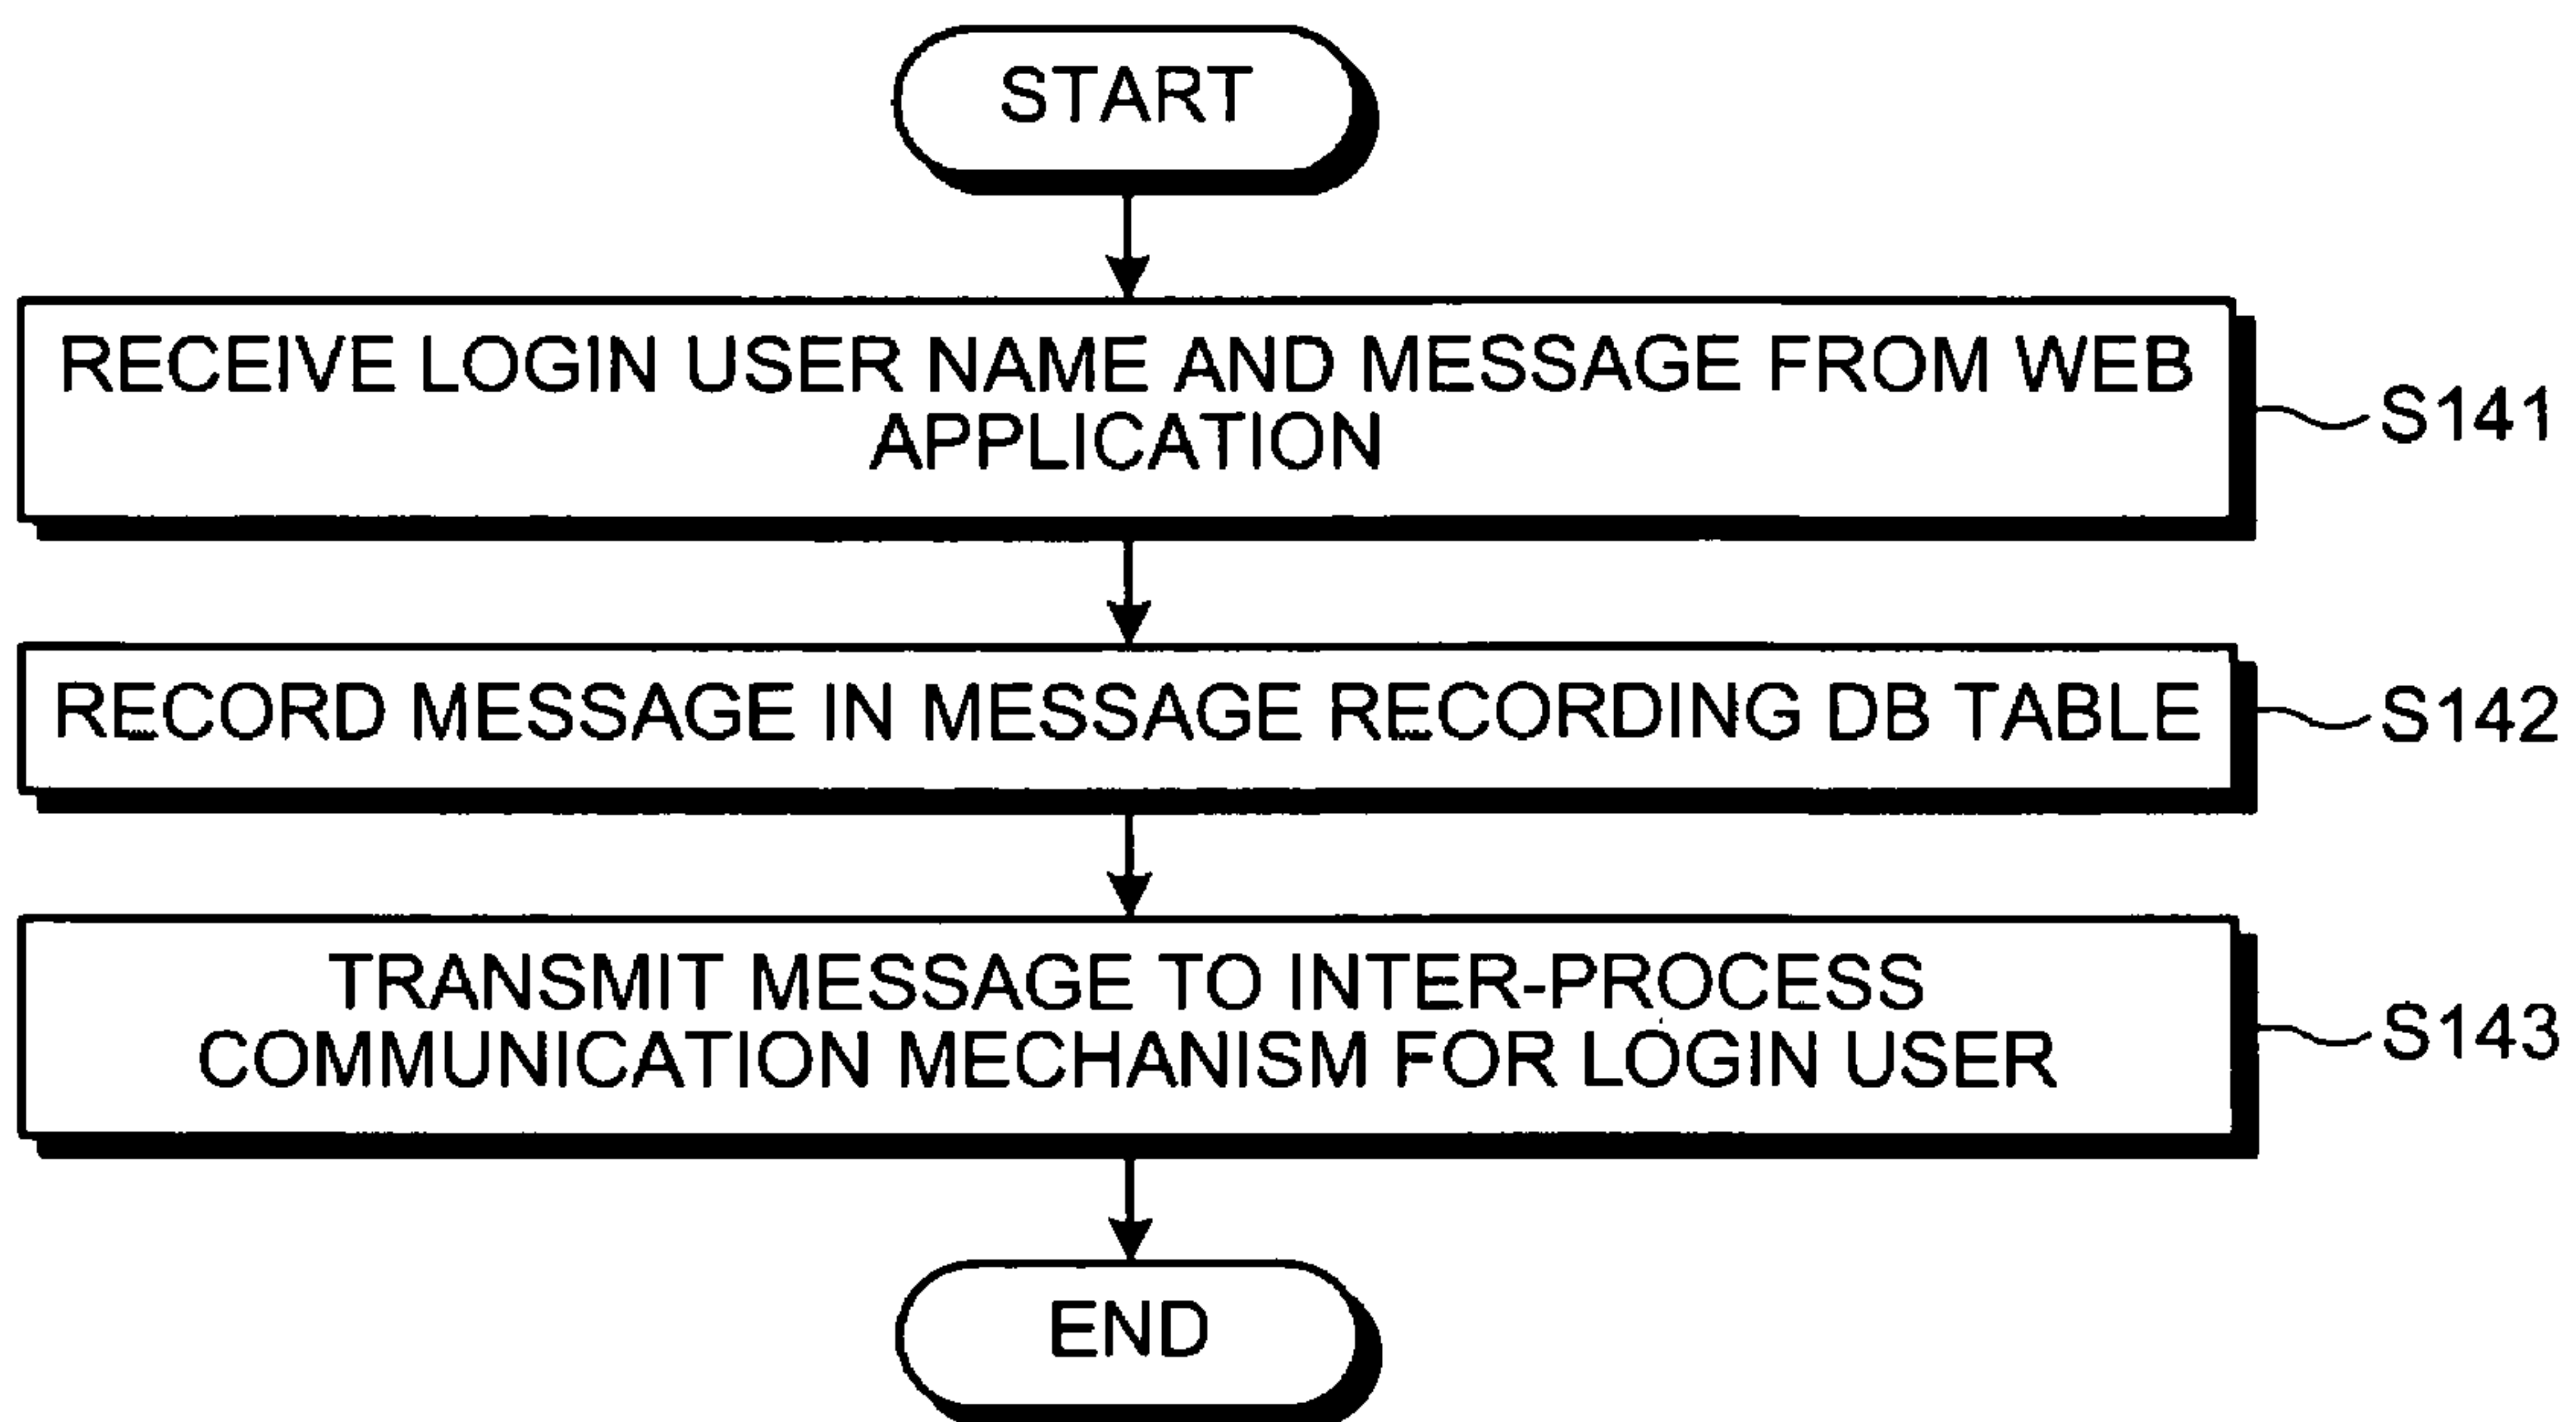 START
RECEIVE LOGIN USER NAME AND MESSAGE FROM WEB
APPLICATION
S141
RECORD MESSAGE IN MESSAGE RECORDING DB TABLE
S142
TRANSMIT MESSAGE TO INTER-PROCESS
COMMUNICATION MECHANISM FOR LOGIN USER
S143
END